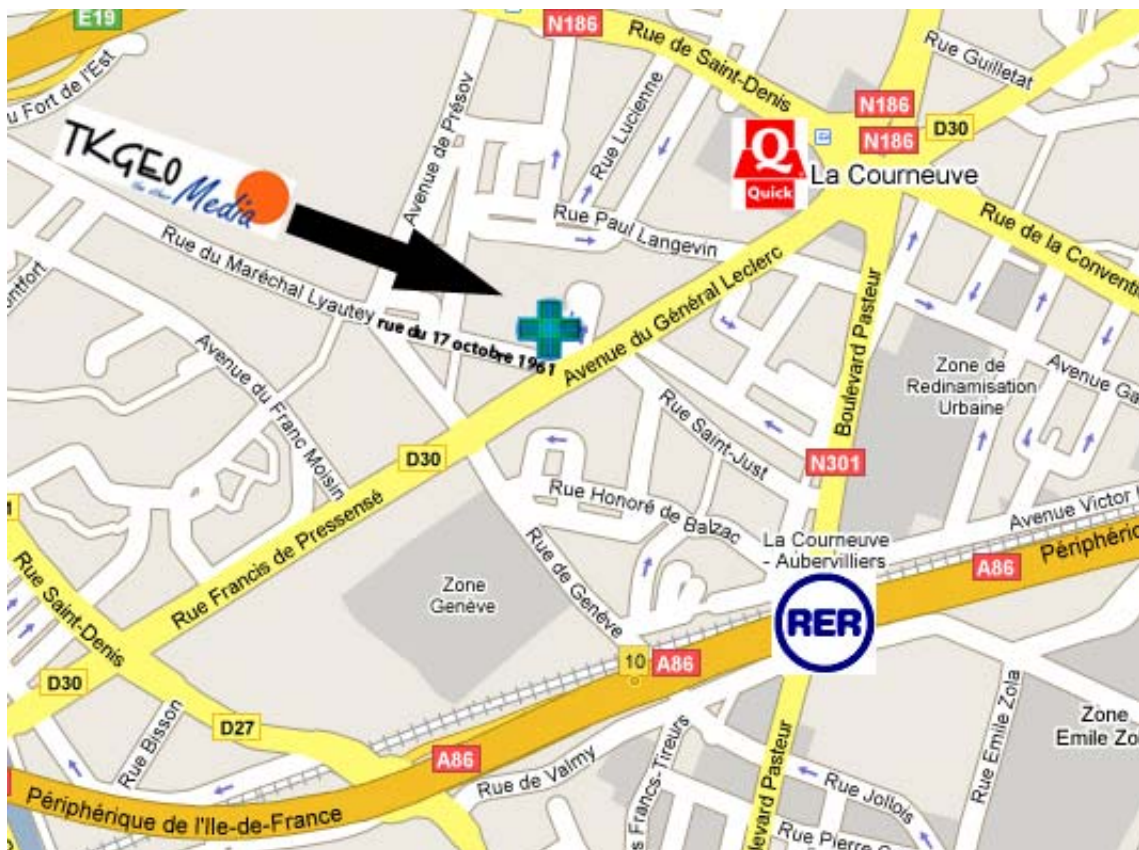 E19
N186
Rue de Saint-Denis
Rue Guilletat
u Fort de l'Est
Avenue de Présov
Rue Lucienne
N186
N186
D30
TKGEO
Media
Q
Quick
La Courneuve
Rue Paul Langevin
Rue de la Conventi
Rue du Maréchal Lyautey
rue du 17 octobre 1961
Avenue du Général Leclerc
Boulevard Pasteur
ontfort
Avenue du Franc Moisin
Zone de
Redinamisation
Urbaine
Avenue Ga
Rue Saint-Just
D30
N301
Rue Honoré de Balzac
Avenue Victor
Rue Francis de Pressensé
La Courneuve
- Aubervilliers
Périphériq
A86
1
Rue Saint-Denis
Zone
Genève
Rue de Genève
RER
10
A86
D30
D27
Rue Bisson
A86
Rue Emile Zola
Zone
Emile Zo
Périphérique de l'Ile-de-France
Rue de Valmy
s Francs-Tireurs
ulevard Pasteur
Rue Jollois
Rue Pierre